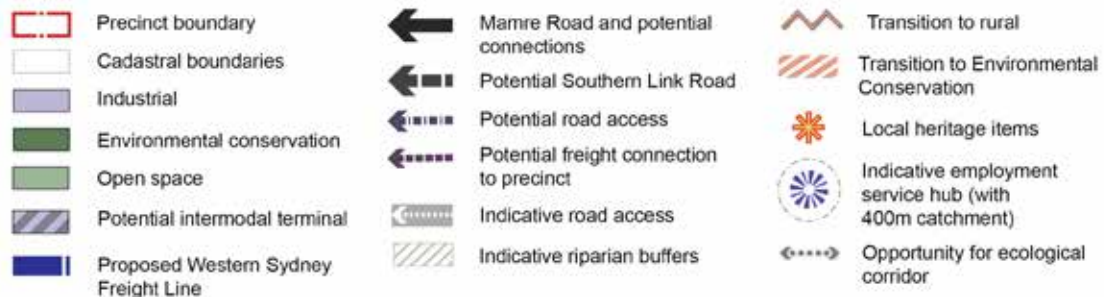 Precinct boundary
Cadastral boundaries
Industrial
Environmental conservation
Open space
Potential intermodal terminal
Proposed Western Sydney
Freight Line
Mamre Road and potential
connections
Potential Southern Link Road
Potential road access
Potential freight connection
to precinct
Indicative road access
Indicative riparian buffers
Transition to rural
Transition to Environmental
Conservation
Local heritage items
Indicative employment
service hub (with
400m catchment)
Opportunity for ecological
corridor